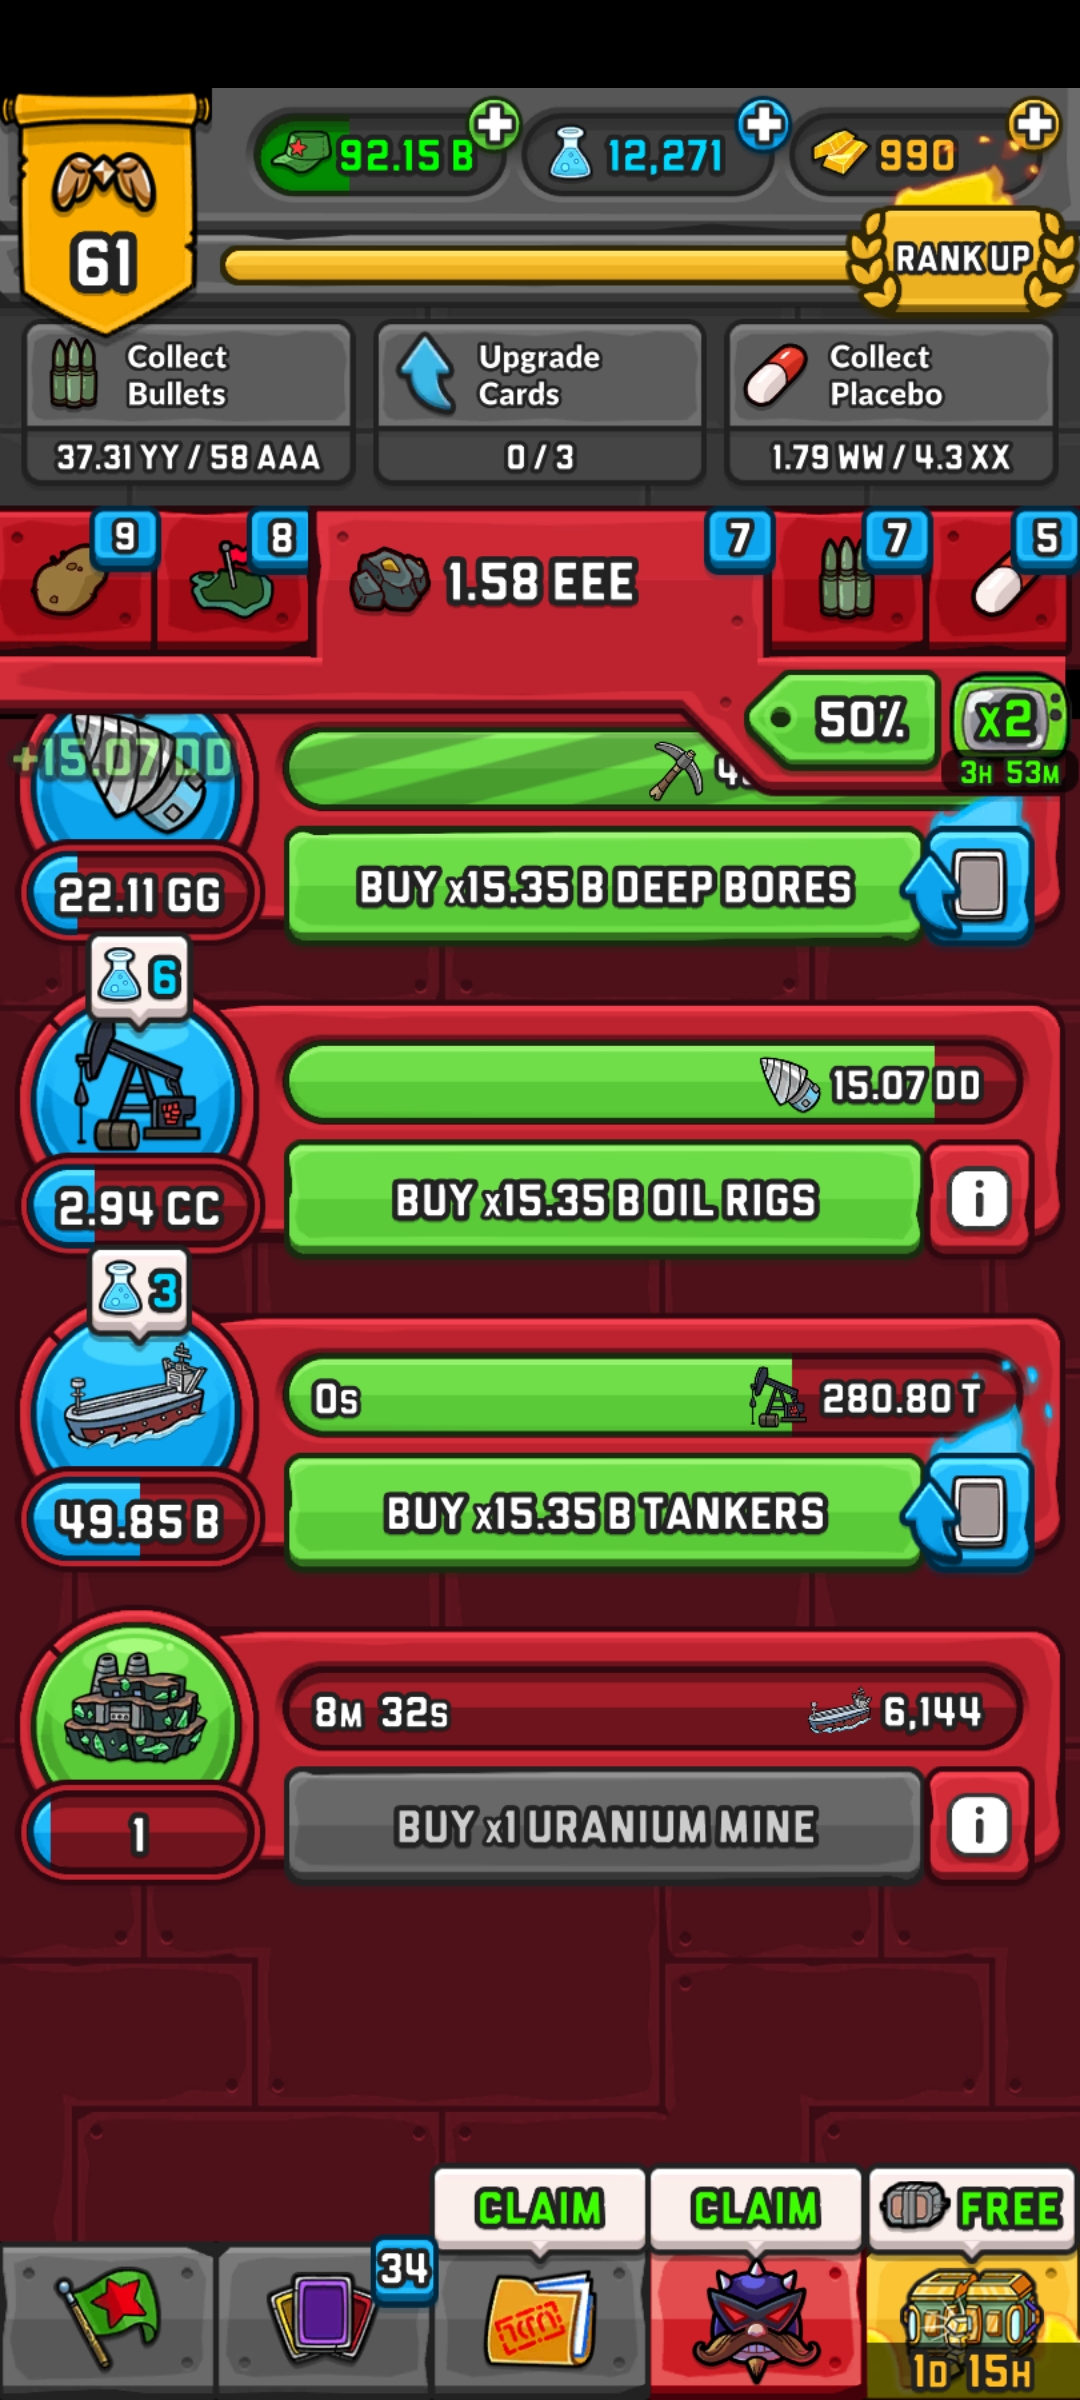 92.15 B
12,271
990
61
RANK UP
Collect
Bullets
37.31 YY / 58 AAA
Upgrade
Cards
0 / 3
Collect
Placebo
1.79 WW / 4.3 XX
9
8
1.58 EEE
7
7
5
50%
x2
3H 53M
+15.07 DD
22.11 GG
BUY x15.35 B DEEP BORES
6
15.07 DD
2.94 CC
BUY x15.35 B OIL RIGS
i
3
0s
280.80 T
49.85 B
BUY x15.35 B TANKERS
8M 32s
6,144
1
BUY x1 URANIUM MINE
i
CLAIM
CLAIM
FREE
34
1D 15H